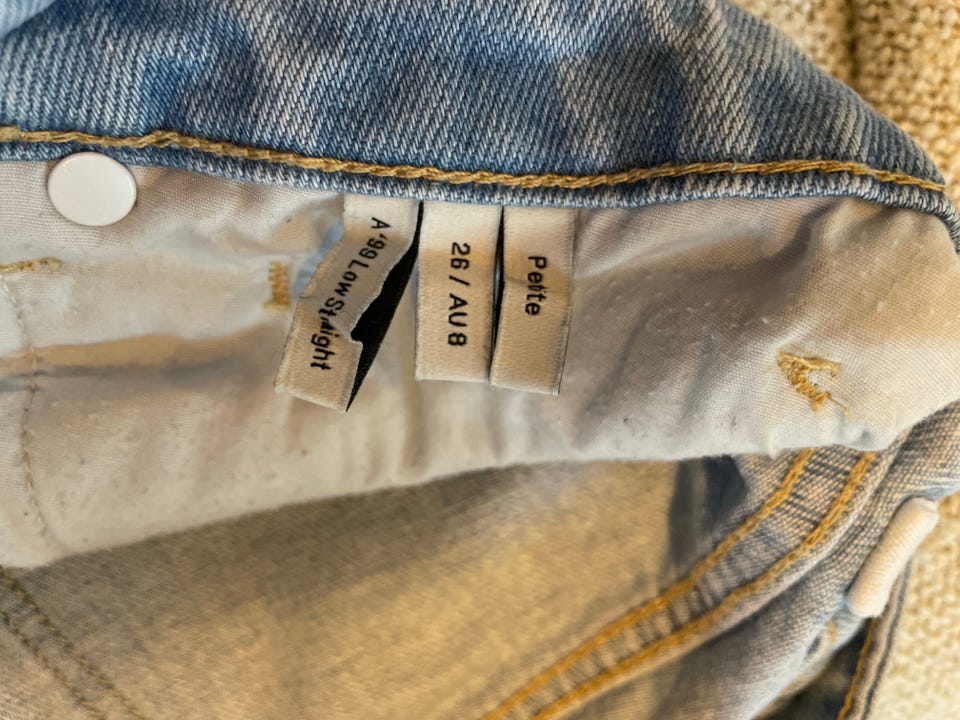 A '99 Low Straight
26 / AU 8
Petite